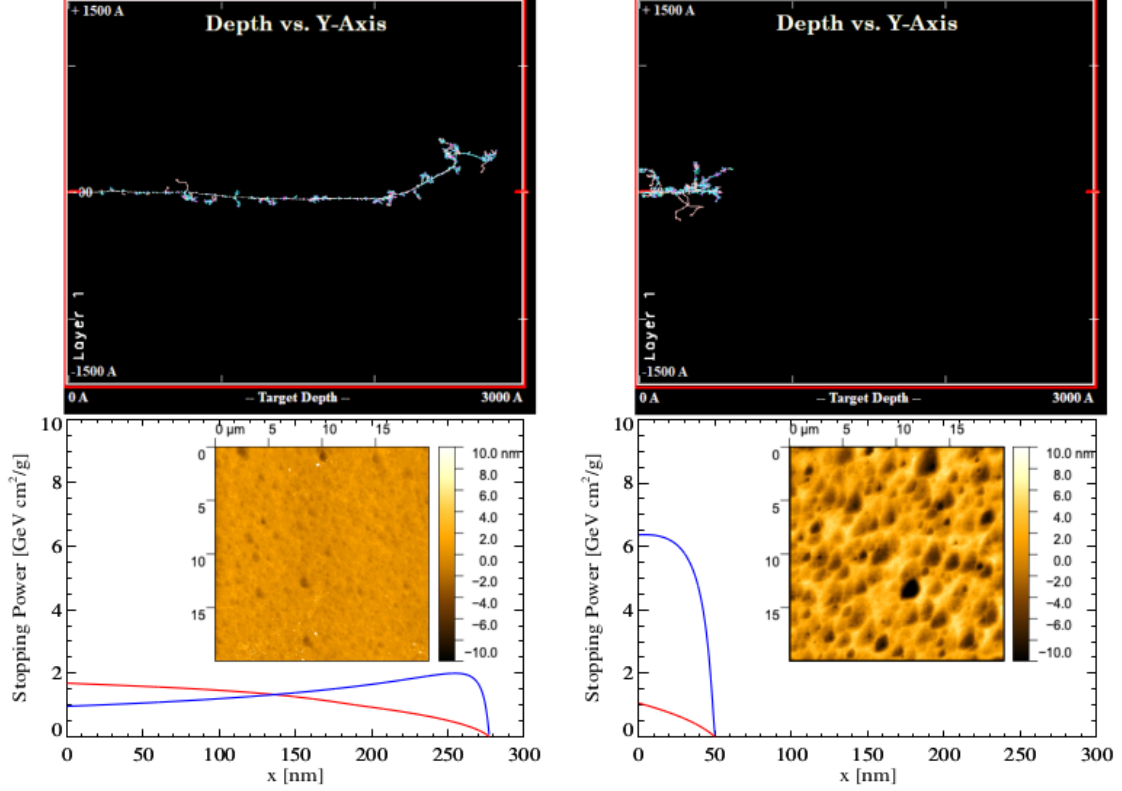 + 1500 A
Depth vs. Y-Axis
00
Layer 1
-1500 A
0 A
-- Target Depth --
3000 A
+ 1500 A
Depth vs. Y-Axis
Layer 1
-1500 A
0 A
-- Target Depth --
3000 A
Stopping Power [GeV cm²/g]
10
8
6
4
2
0
0 µm 5 10 15
0
5
10
15
10.0 nm
8.0
6.0
4.0
2.0
0.0
−2.0
−4.0
−6.0
−10.0
0 50 100 150 200 250 300
x [nm]
Stopping Power [GeV cm²/g]
10
8
6
4
2
0
0 µm 5 10 15
0
5
10
15
10.0 nm
8.0
6.0
4.0
2.0
0.0
−2.0
−4.0
−6.0
−10.0
0 50 100 150 200 250 300
x [nm]